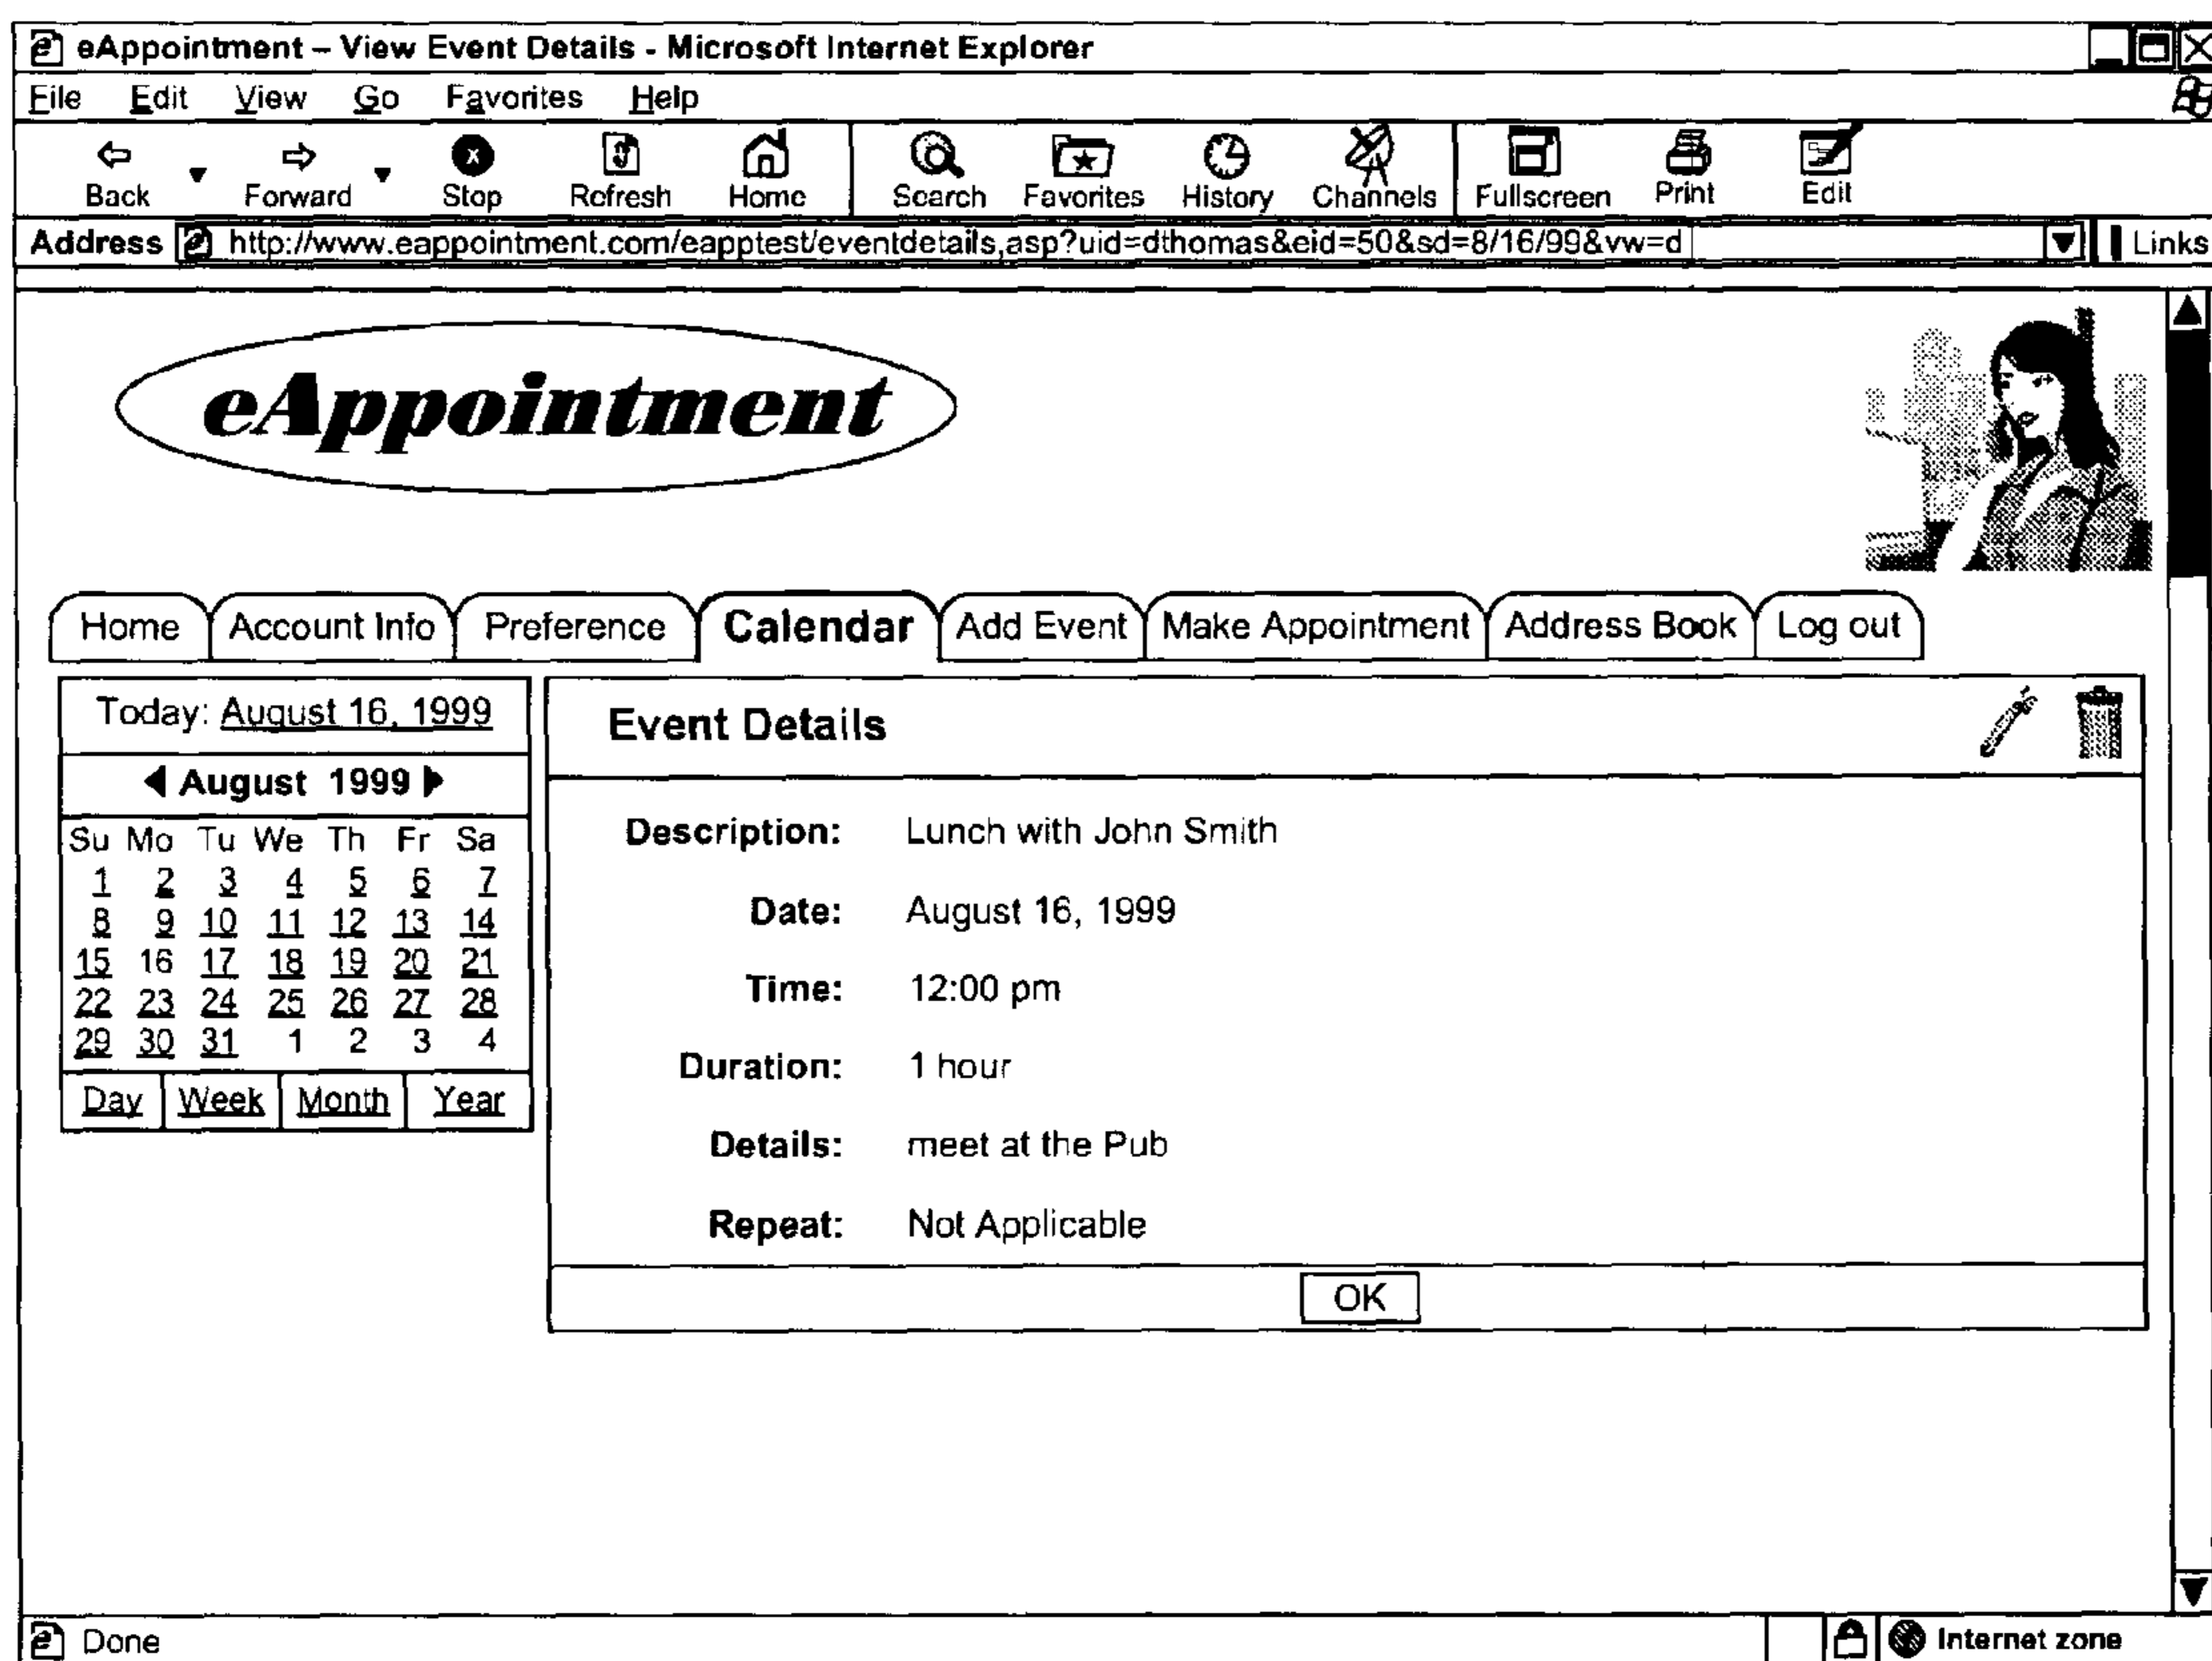 eAppointment – View Event Details - Microsoft Internet Explorer
File Edit View Go Favorites Help
Back Forward Stop Refresh Home Search Favorites History Channels Fullscreen Print Edit
Address http://www.eappointment.com/eapptest/eventdetails,asp?uid=dthomas&eid=50&sd=8/16/99&vw=d Links
eAppointment
Home Account Info Preference Calendar Add Event Make Appointment Address Book Log out
Today: August 16, 1999
August 1999
Su Mo Tu We Th Fr Sa
1 2 3 4 5 6 7
8 9 10 11 12 13 14
15 16 17 18 19 20 21
22 23 24 25 26 27 28
29 30 31 1 2 3 4
Day Week Month Year
Event Details
Description: Lunch with John Smith
Date: August 16, 1999
Time: 12:00 pm
Duration: 1 hour
Details: meet at the Pub
Repeat: Not Applicable
OK
Done Internet zone